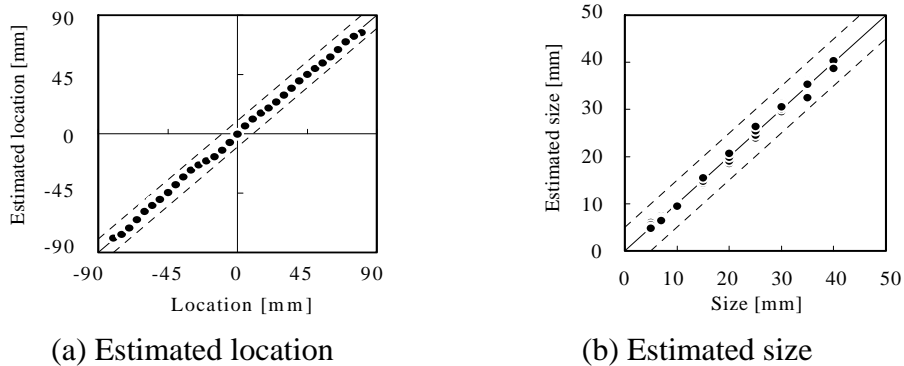 90
45
0
-45
-90
Estimated location [mm]
-90 -45 0 45 90
Location [mm]
(a) Estimated location
50
40
30
20
10
0
Estimated size [mm]
0 10 20 30 40 50
Size [mm]
(b) Estimated size